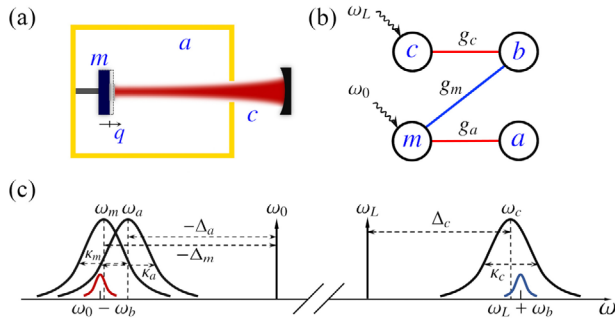 (a)
a
m
c
q
(b)
ω_L
c
g_c
b
g_m
ω_0
m
g_a
a
(c)
ω_m ω_a
−Δ_a
ω_0
ω_L
Δ_c
ω_c
κ_m
−Δ_m
κ_a
κ_c
ω_0 − ω_b
ω_L + ω_b
ω